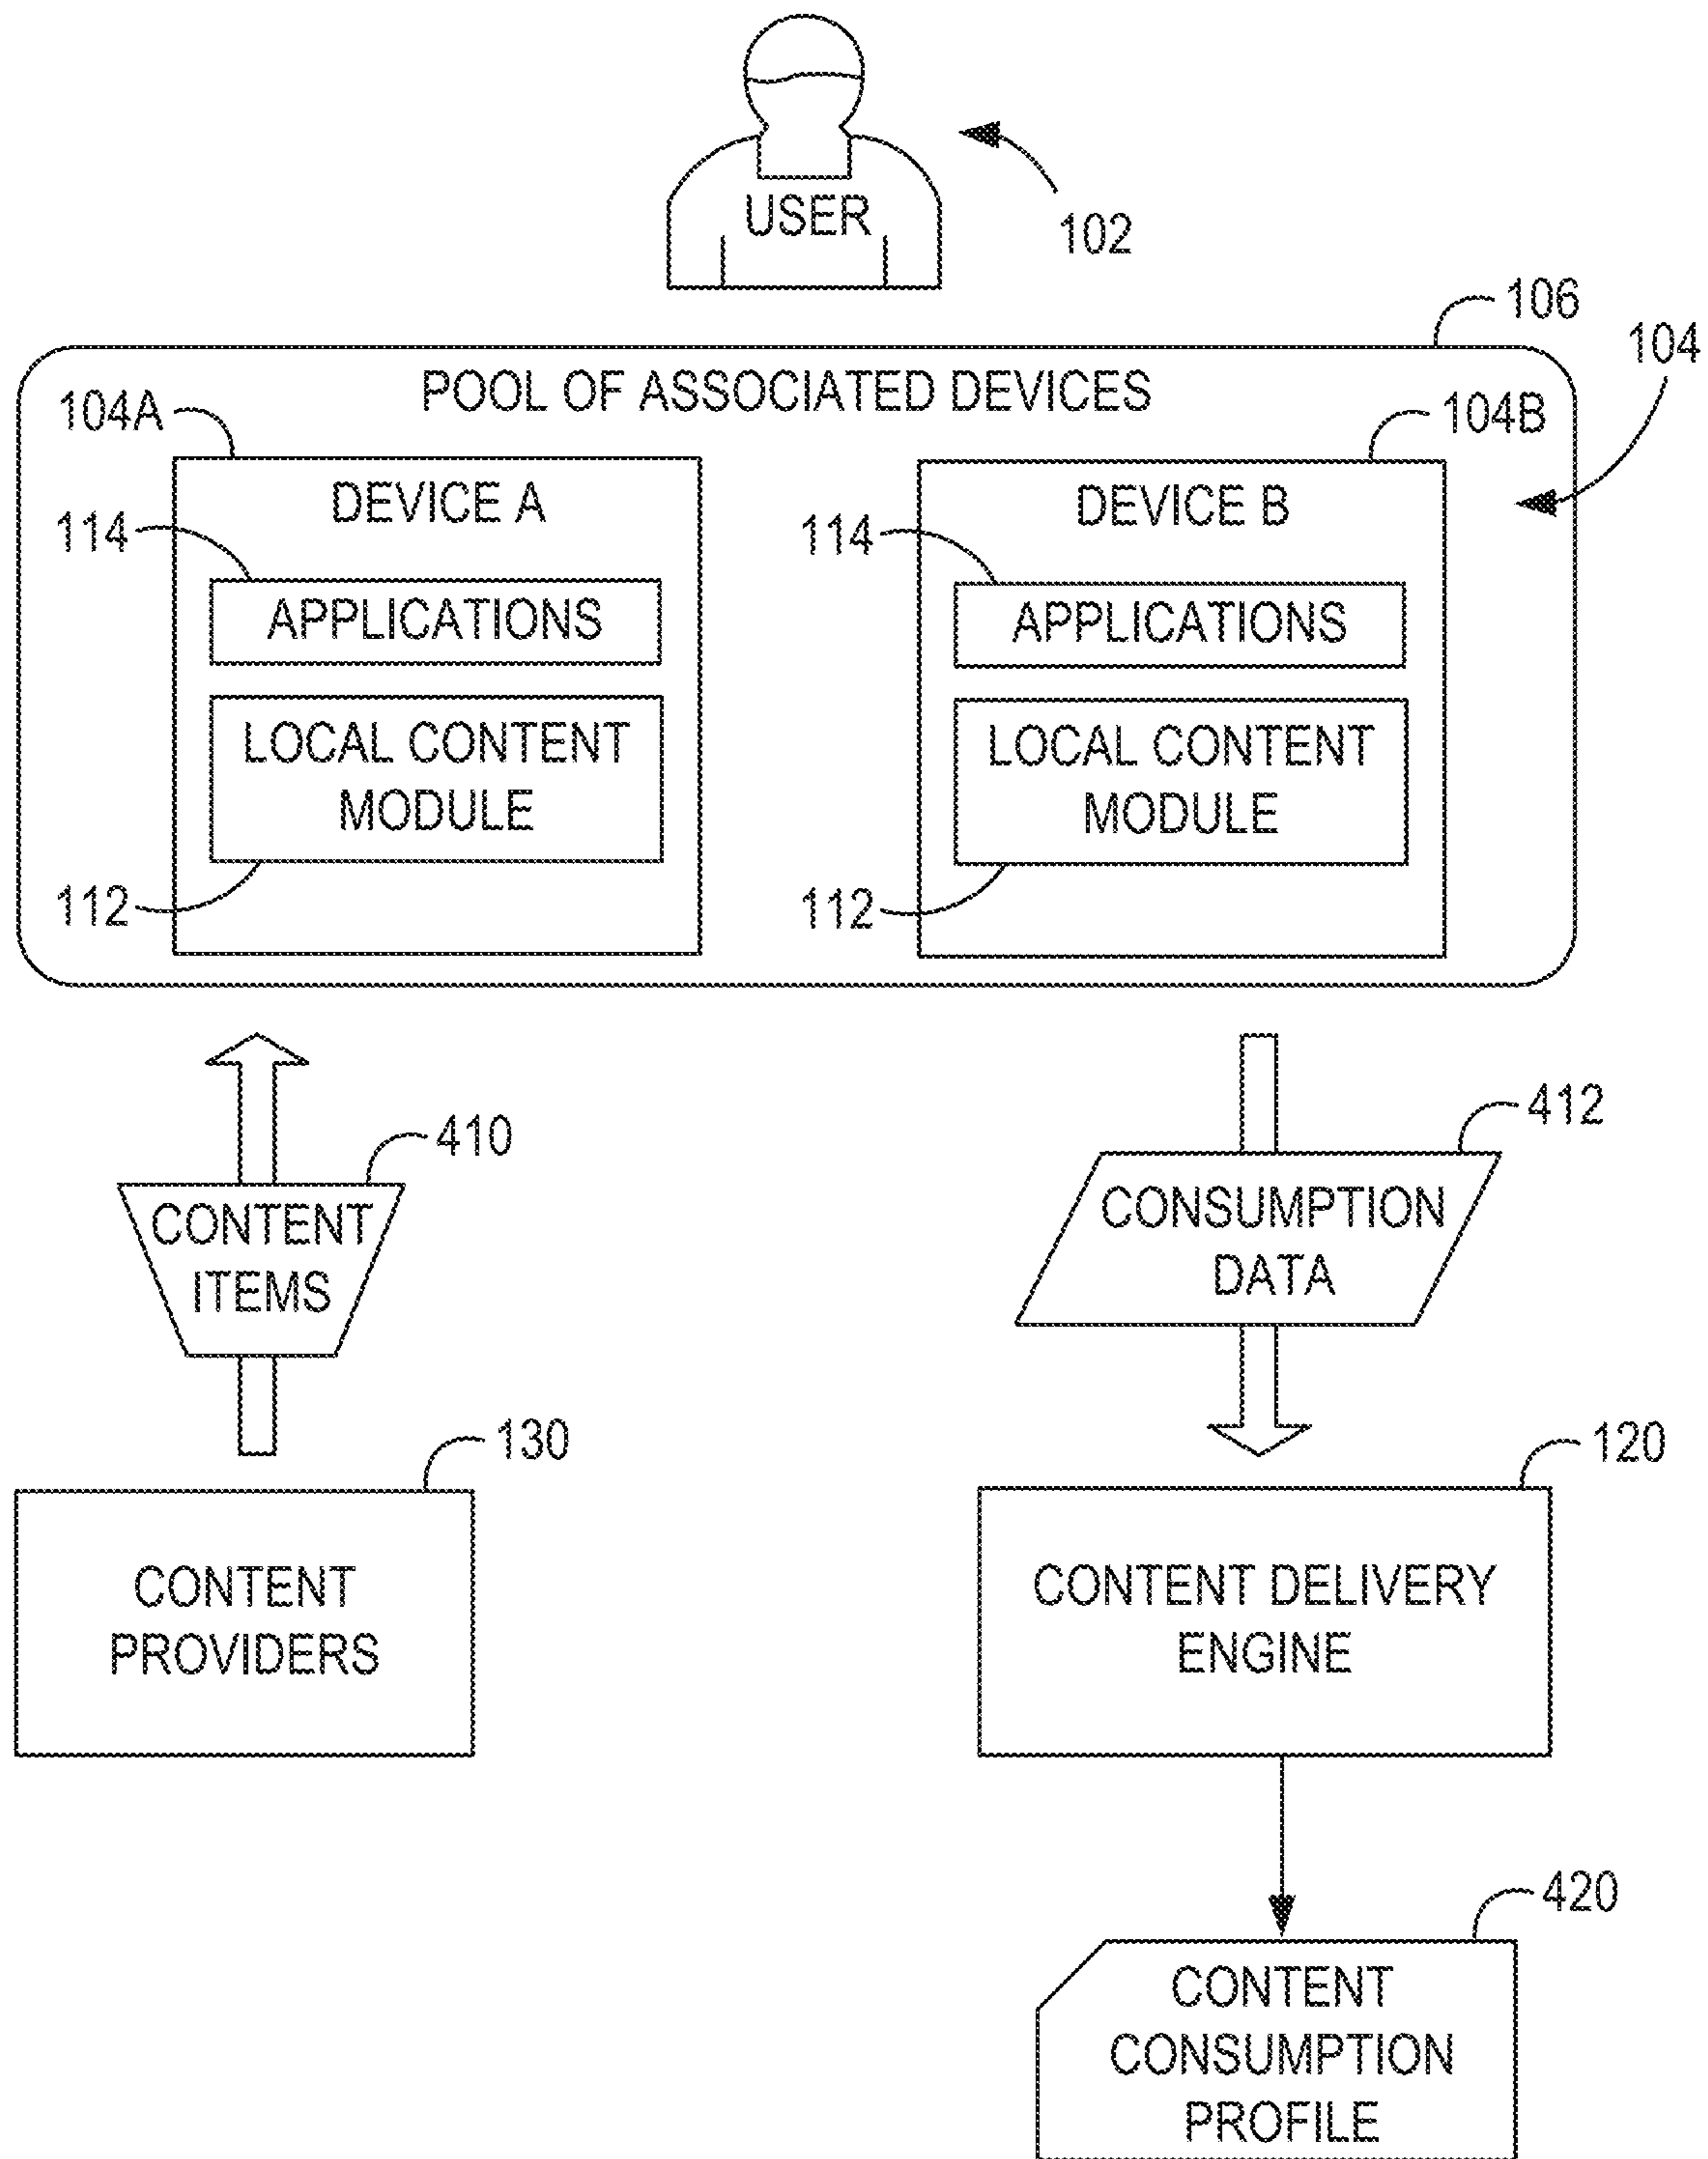 USER
102
106
104
POOL OF ASSOCIATED DEVICES
104A
104B
DEVICE A
114
APPLICATIONS
LOCAL CONTENT
MODULE
112
DEVICE B
114
APPLICATIONS
LOCAL CONTENT
MODULE
112
410
CONTENT
ITEMS
412
CONSUMPTION
DATA
130
CONTENT
PROVIDERS
120
CONTENT DELIVERY
ENGINE
420
CONTENT
CONSUMPTION
PROFILE